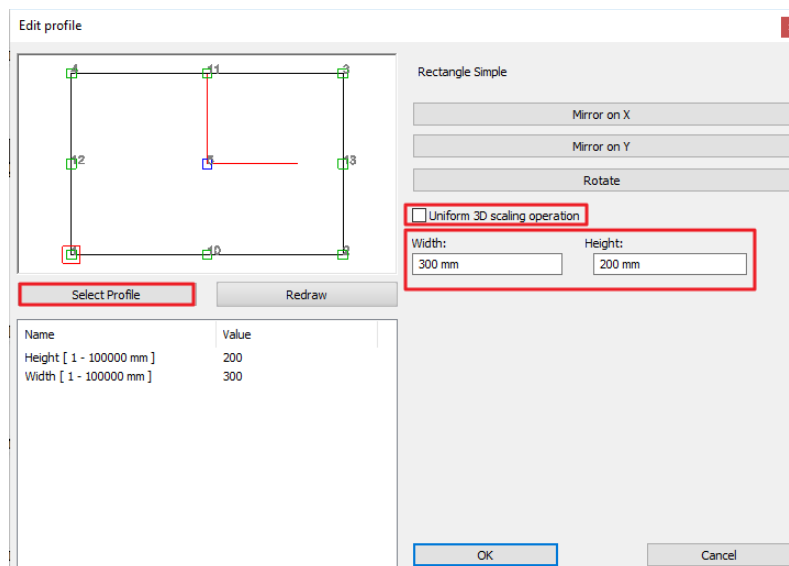 Edit profile
4 11 3
12 13
10 2
Rectangle Simple
Mirror on X
Mirror on Y
Rotate
Uniform 3D scaling operation
Width: Height:
300 mm 200 mm
Select Profile Redraw
Name Value
Height [ 1 - 100000 mm ] 200
Width [ 1 - 100000 mm ] 300
OK Cancel